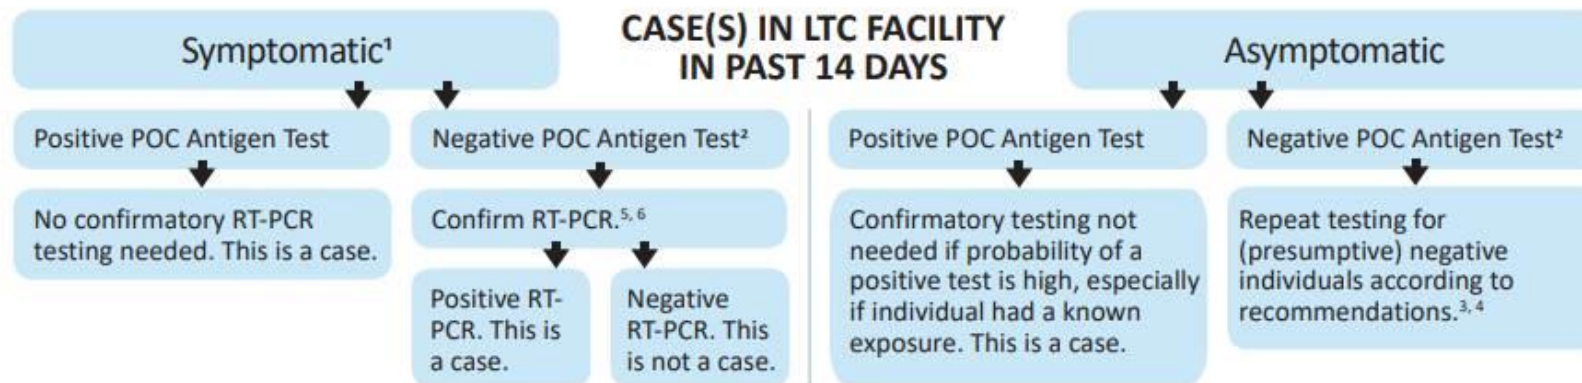 CASE(S) IN LTC FACILITY
IN PAST 14 DAYS
Symptomatic¹
Positive POC Antigen Test
No confirmatory RT-PCR
testing needed. This is a case.
Negative POC Antigen Test²
Confirm RT-PCR.⁵, ⁶
Positive RT-
PCR. This is
a case.
Negative
RT-PCR. This
is not a case.
Asymptomatic
Positive POC Antigen Test
Confirmatory testing not
needed if probability of a
positive test is high, especially
if individual had a known
exposure. This is a case.
Negative POC Antigen Test²
Repeat testing for
(presumptive) negative
individuals according to
recommendations.³, ⁴